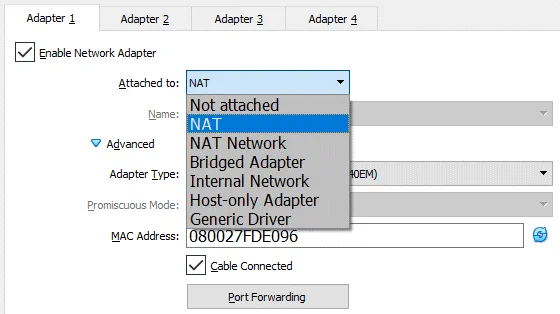 Adapter 1 Adapter 2 Adapter 3 Adapter 4
Enable Network Adapter
Attached to: NAT
Not attached
Name:
NAT
NAT Network
Advanced
Bridged Adapter
Adapter Type: 40EM)
Internal Network
Promiscuous Mode:
Host-only Adapter
Generic Driver
MAC Address: 080027FDE096
Cable Connected
Port Forwarding